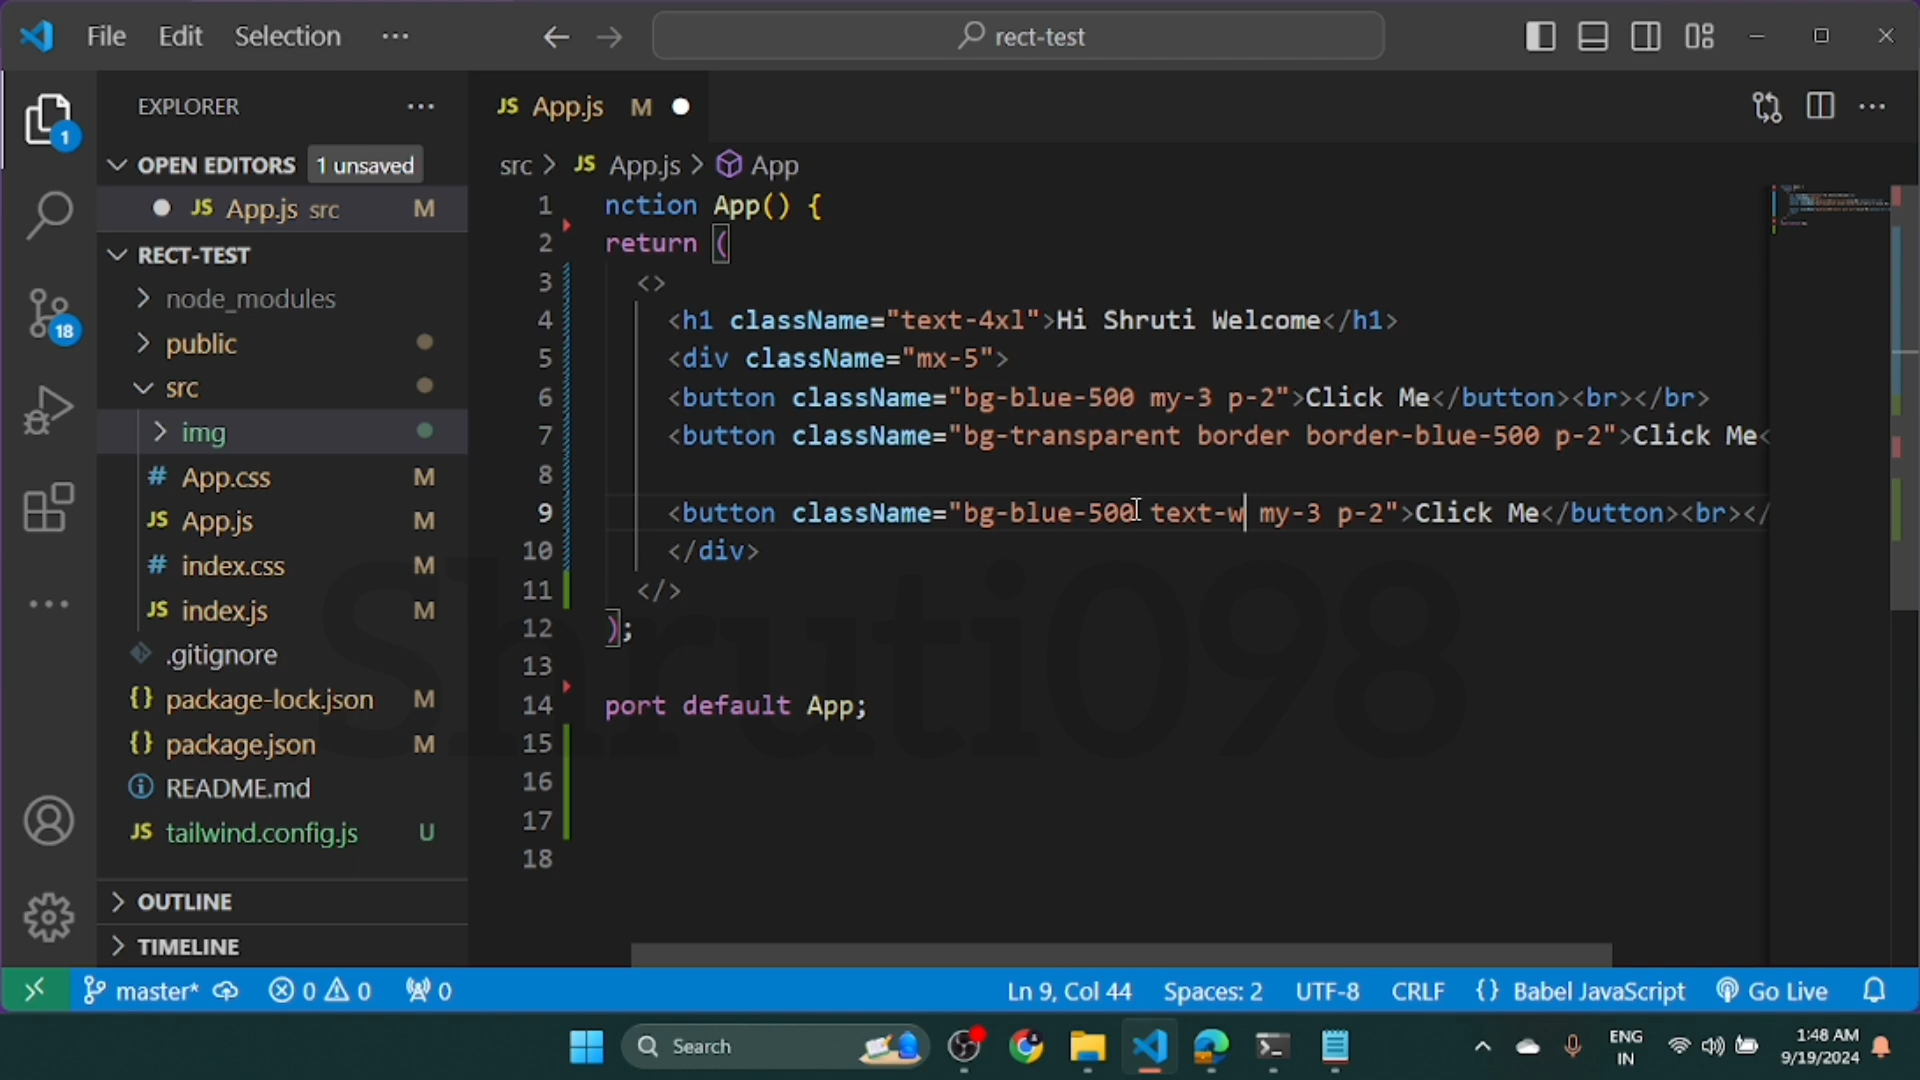 File Edit Selection ··· rect-test
EXPLORER ···
OPEN EDITORS 1 unsaved
JS App.js src M
RECT-TEST
node_modules
public
src
img
# App.css M
JS App.js M
# index.css M
JS index.js M
.gitignore
{} package-lock.json M
{} package.json M
README.md
JS tailwind.config.js U
OUTLINE
TIMELINE
1
18
JS App.js M
src > JS App.js > App
1 nction App() {
2 return (
3 <>
4 <h1 className="text-4xl">Hi Shruti Welcome</h1>
5 <div className="mx-5">
6 <button className="bg-blue-500 my-3 p-2">Click Me</button><br></br>
7 <button className="bg-transparent border border-blue-500 p-2">Click Me<
8
9 <button className="bg-blue-500 text-w my-3 p-2">Click Me</button><br></
10 </div>
11 </>
12 );
13
14 port default App;
15
16
17
18
Shruti098
master* 0 0 0 Ln 9, Col 44 Spaces: 2 UTF-8 CRLF {} Babel JavaScript Go Live
Search ENG IN 1:48 AM 9/19/2024